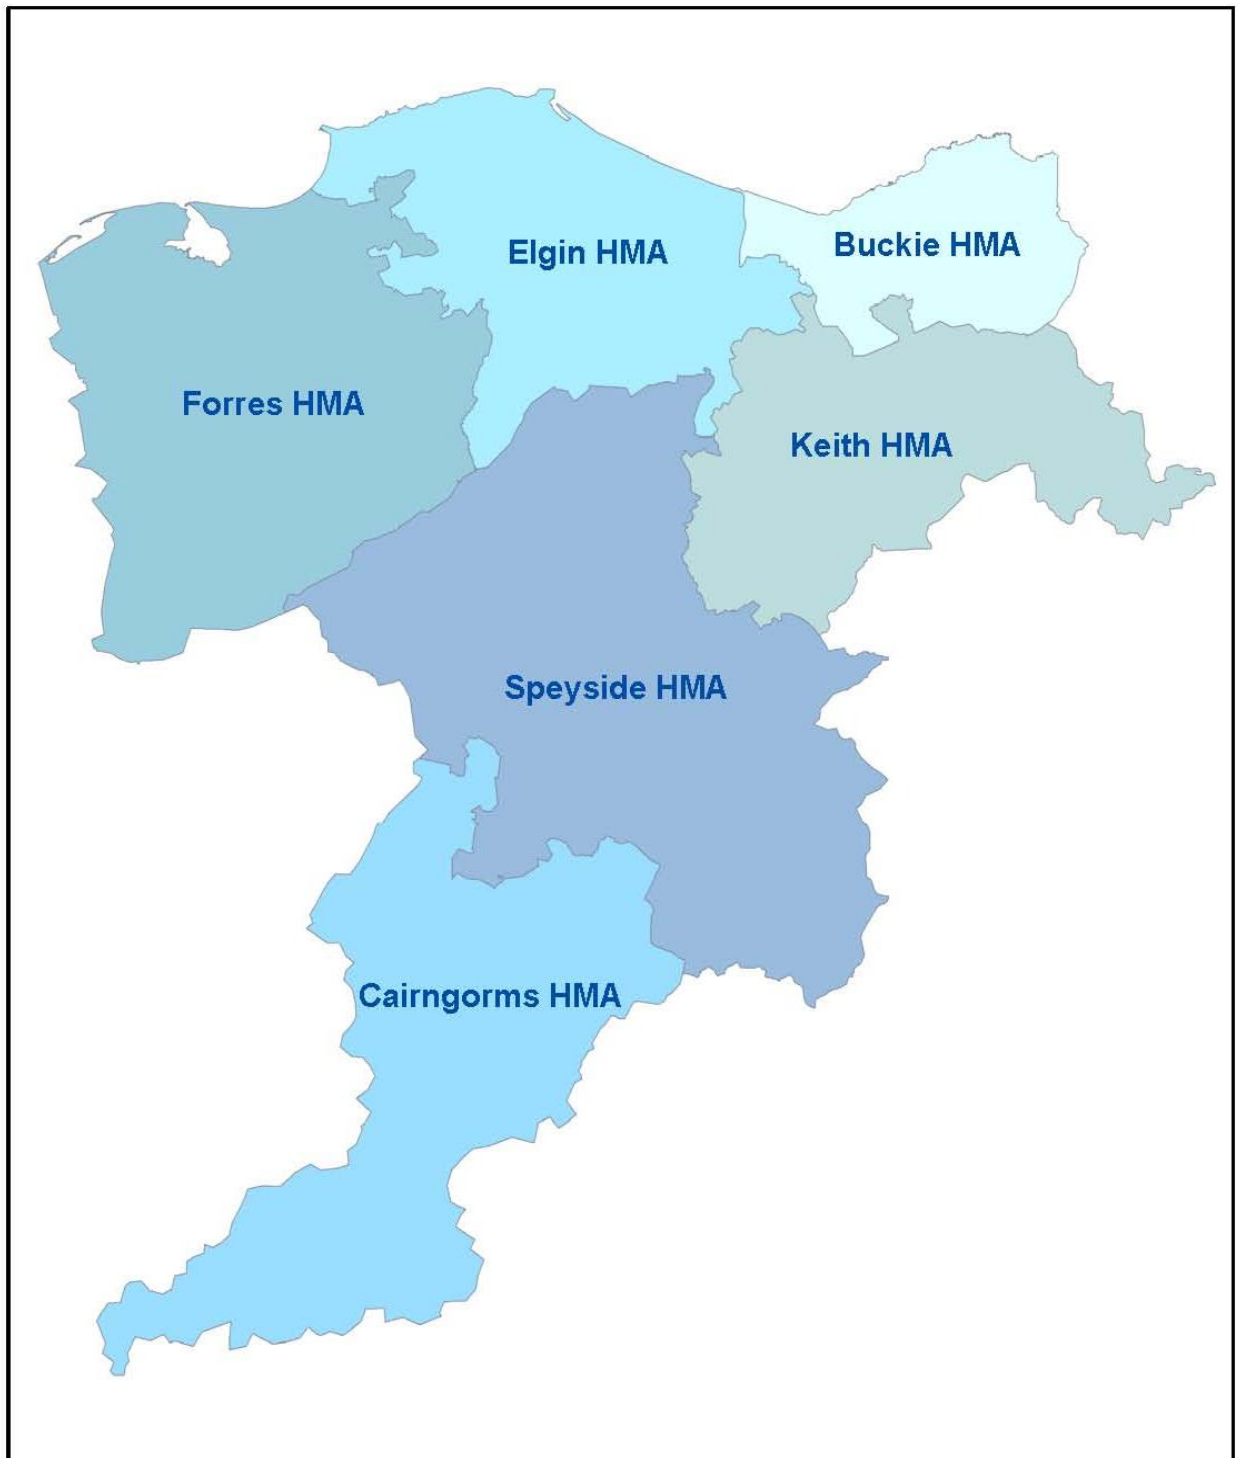 Elgin HMA
Buckie HMA
Forres HMA
Keith HMA
Speyside HMA
Cairngorms HMA